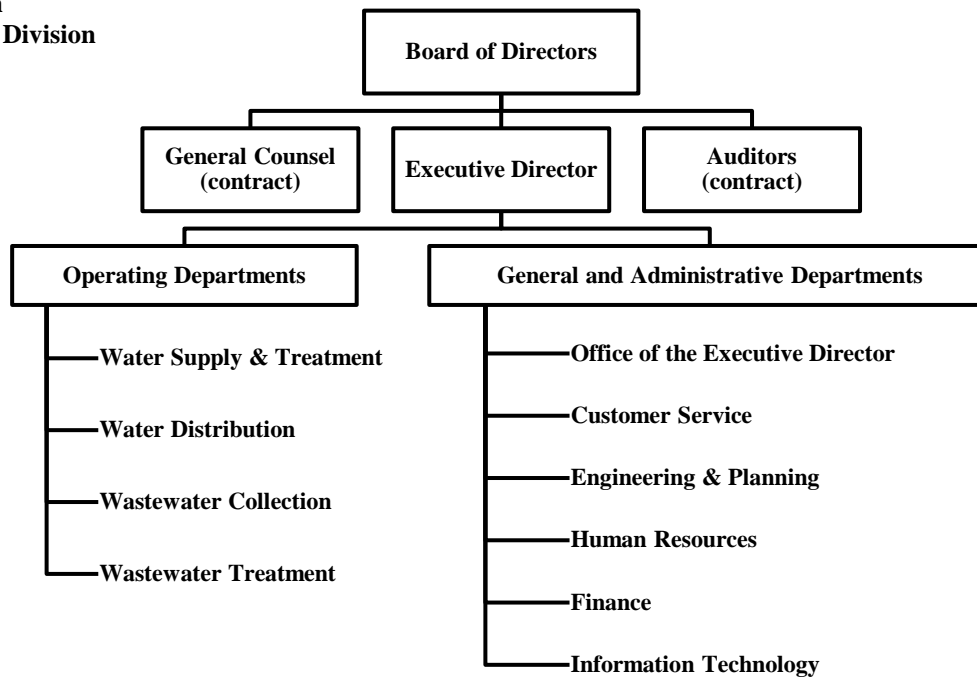 Division
Board of Directors
General Counsel
(contract)
Executive Director
Auditors
(contract)
Operating Departments
General and Administrative Departments
Water Supply & Treatment
Water Distribution
Wastewater Collection
Wastewater Treatment
Office of the Executive Director
Customer Service
Engineering & Planning
Human Resources
Finance
Information Technology